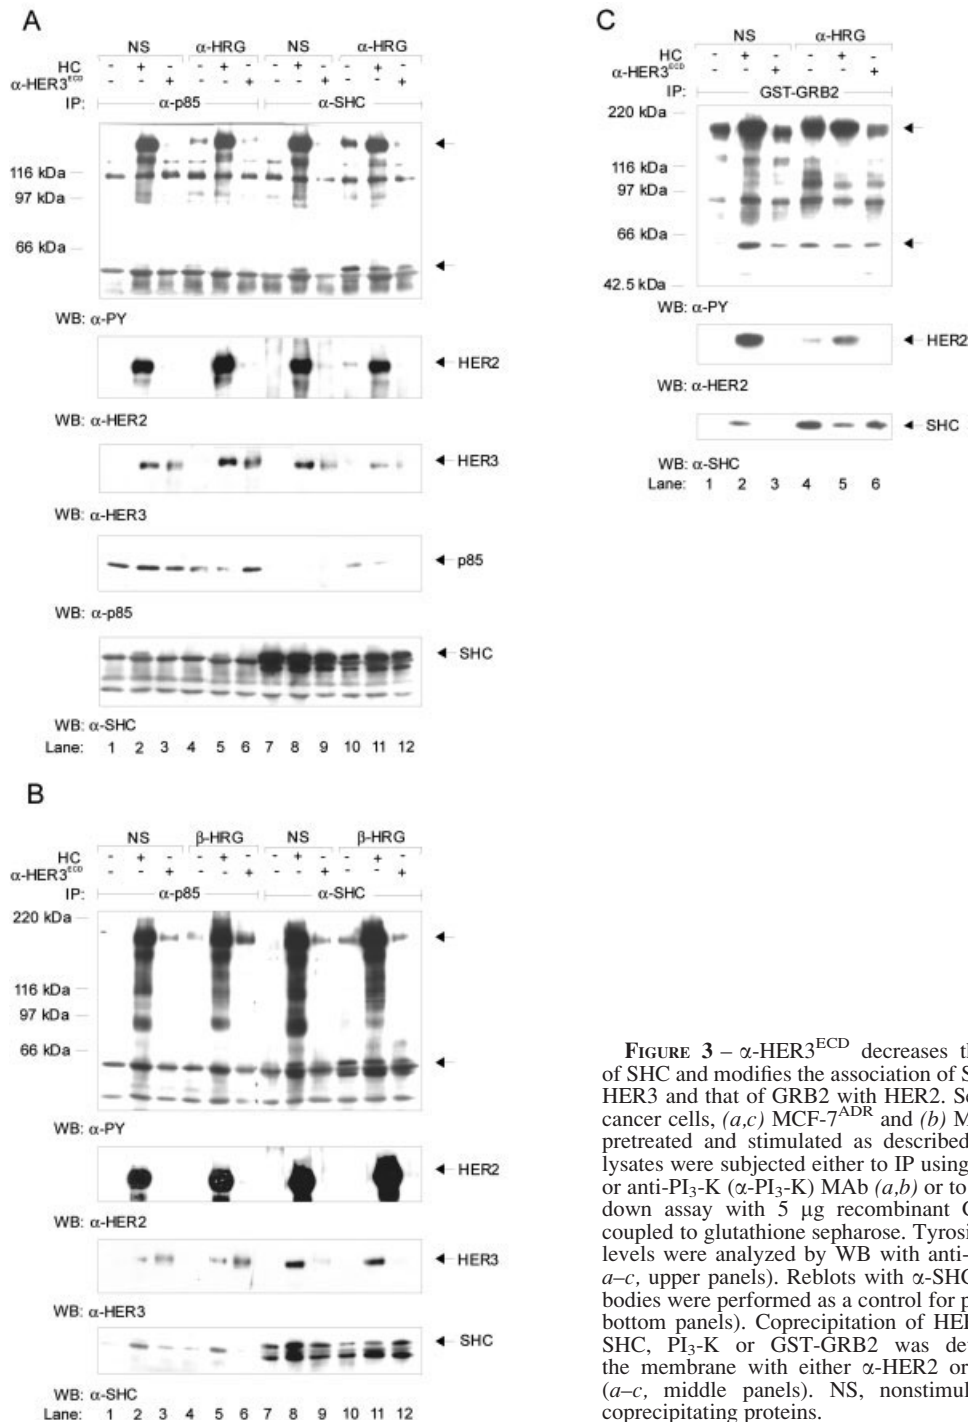 A
NS α-HRG NS α-HRG
HC - + - - + - - + - - + -
α-HER3ECD - - + - - + - - + - - +
IP: α-p85 α-SHC
116 kDa
97 kDa
66 kDa
WB: α-PY
HER2
WB: α-HER2
HER3
WB: α-HER3
p85
WB: α-p85
SHC
WB: α-SHC
Lane: 1 2 3 4 5 6 7 8 9 10 11 12
B
NS β-HRG NS β-HRG
HC - + - - + - - + - - + -
α-HER3ECD - - + - - + - - + - - +
IP: α-p85 α-SHC
220 kDa
116 kDa
97 kDa
66 kDa
WB: α-PY
HER2
WB: α-HER2
HER3
WB: α-HER3
SHC
WB: α-SHC
Lane: 1 2 3 4 5 6 7 8 9 10 11 12
C
NS α-HRG
HC - + - - + -
α-HER3ECD - - + - - +
IP: GST-GRB2
220 kDa
116 kDa
97 kDa
66 kDa
42.5 kDa
WB: α-PY
HER2
WB: α-HER2
SHC
WB: α-SHC
Lane: 1 2 3 4 5 6
FIGURE 3 – α-HER3ECD decreases th
of SHC and modifies the association of S
HER3 and that of GRB2 with HER2. Se
cancer cells, (a,c) MCF-7ADR and (b) M
pretreated and stimulated as described
lysates were subjected either to IP using
or anti-PI3-K (α-PI3-K) MAb (a,b) or to
down assay with 5 µg recombinant G
coupled to glutathione sepharose. Tyrosi
levels were analyzed by WB with anti-
a–c, upper panels). Reblots with α-SHC
bodies were performed as a control for p
bottom panels). Coprecipitation of HER
SHC, PI3-K or GST-GRB2 was de
the membrane with either α-HER2 or
(a–c, middle panels). NS, nonstimul
coprecipitating proteins.